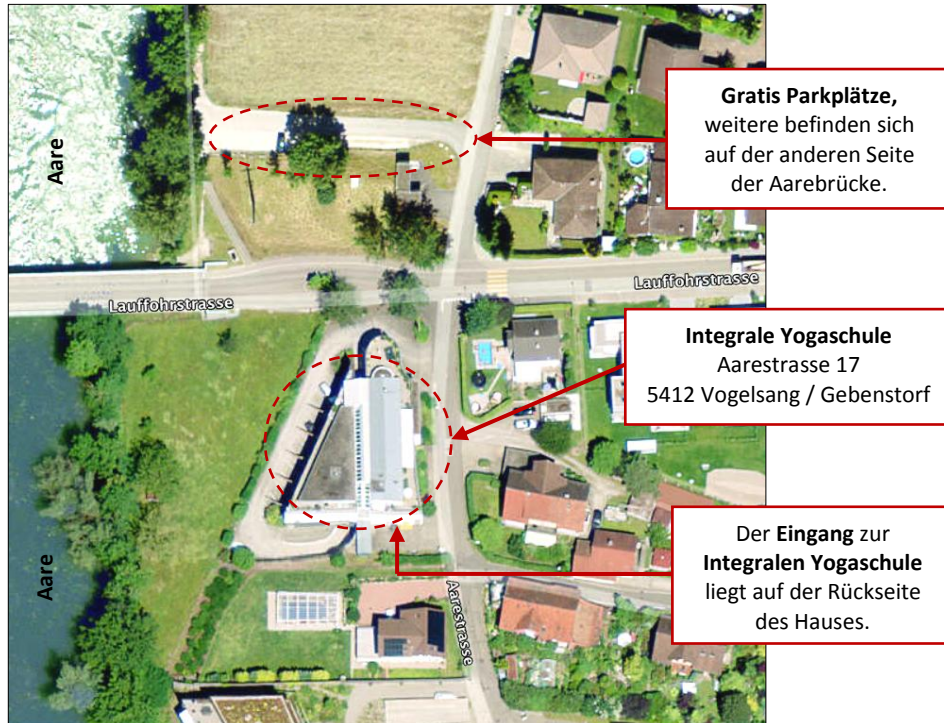 Aare
Gratis Parkplätze,
weitere befinden sich
auf der anderen Seite
der Aarebrücke.
Lauffohrstrasse
Lauffohrstrasse
Integrale Yogaschule
Aarestrasse 17
5412 Vogelsang / Gebenstorf
Der Eingang zur
Integralen Yogaschule
liegt auf der Rückseite
des Hauses.
Aare
Aarestrasse